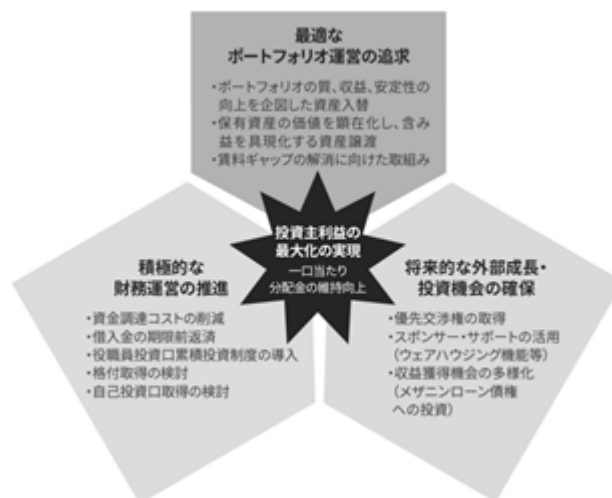 最適な
ポートフォリオ運営の追求
・ポートフォリオの質、収益、安定性の
向上を企図した資産入替
・保有資産の価値を顕在化し、含み
益を具現化する資産譲渡
・賃料ギャップの解消に向けた取組み
投資主利益の
最大化の実現
一口当たり
分配金の維持向上
積極的な
財務運営の推進
・資金調達コストの削減
・借入金の期限前返済
・役職員投資口累積投資制度の導入
・格付取得の検討
・自己投資口取得の検討
将来的な外部成長・
投資機会の確保
・優先交渉権の取得
・スポンサー・サポートの活用
（ウェアハウジング機能等）
・収益獲得機会の多様化
（メザニンローン債権
への投資）